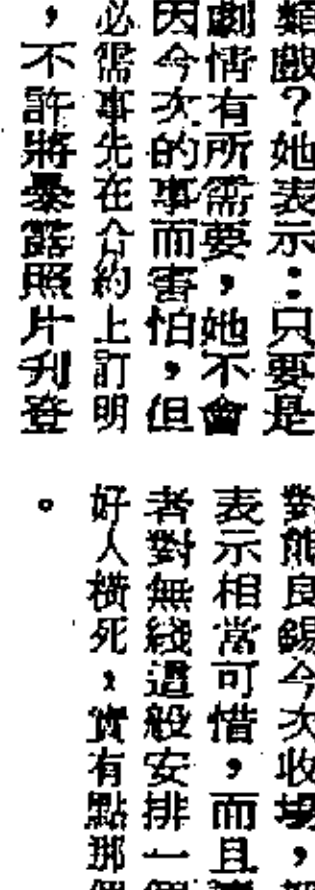 類戲？她表示：只要是
劇情有所需要，她不會
因今次的事而害怕，但
必需事先在合約上訂明
，不許將暴露照片刋登
對熊良錫今次收場，
表示相當可惜，而且
者對無綫這般安排一個
好人橫死，實有點那個
。